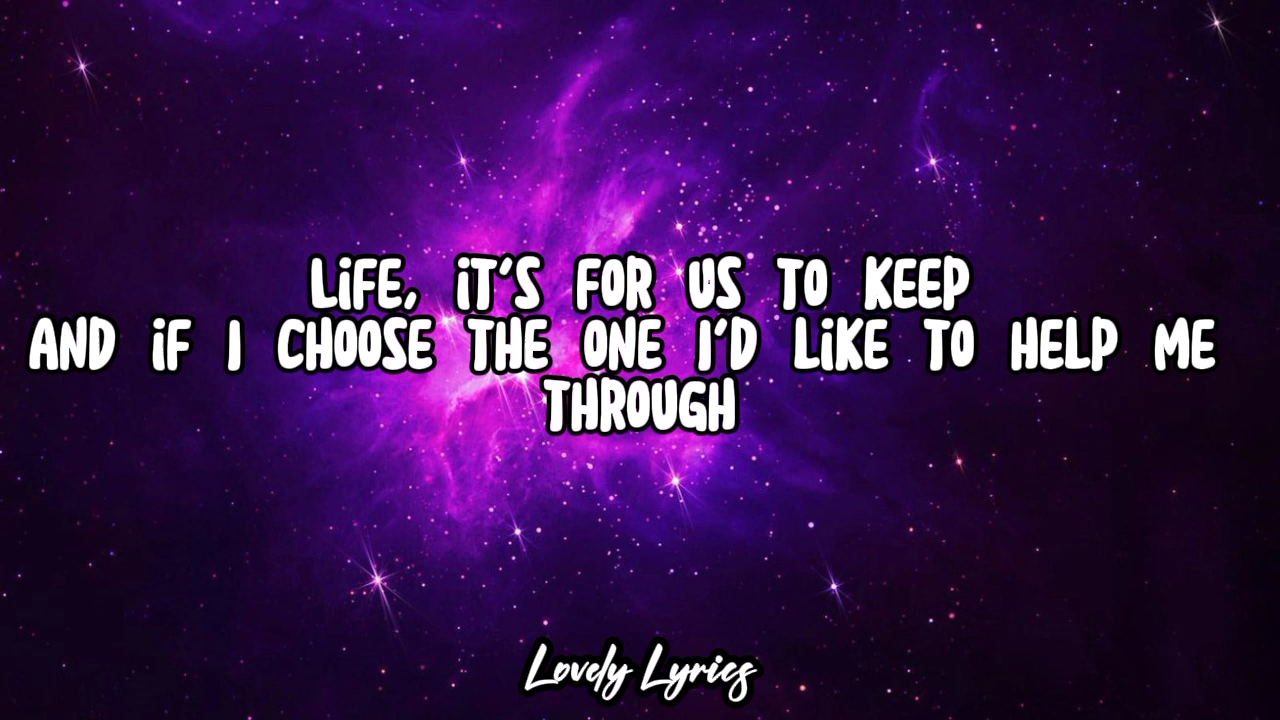 LiFE, iT'S FOR US TO KEEP
AND iF I CHOOSE THE ONE I'D LiKE TO HELP ME
THROUGH
Lovely Lyrics